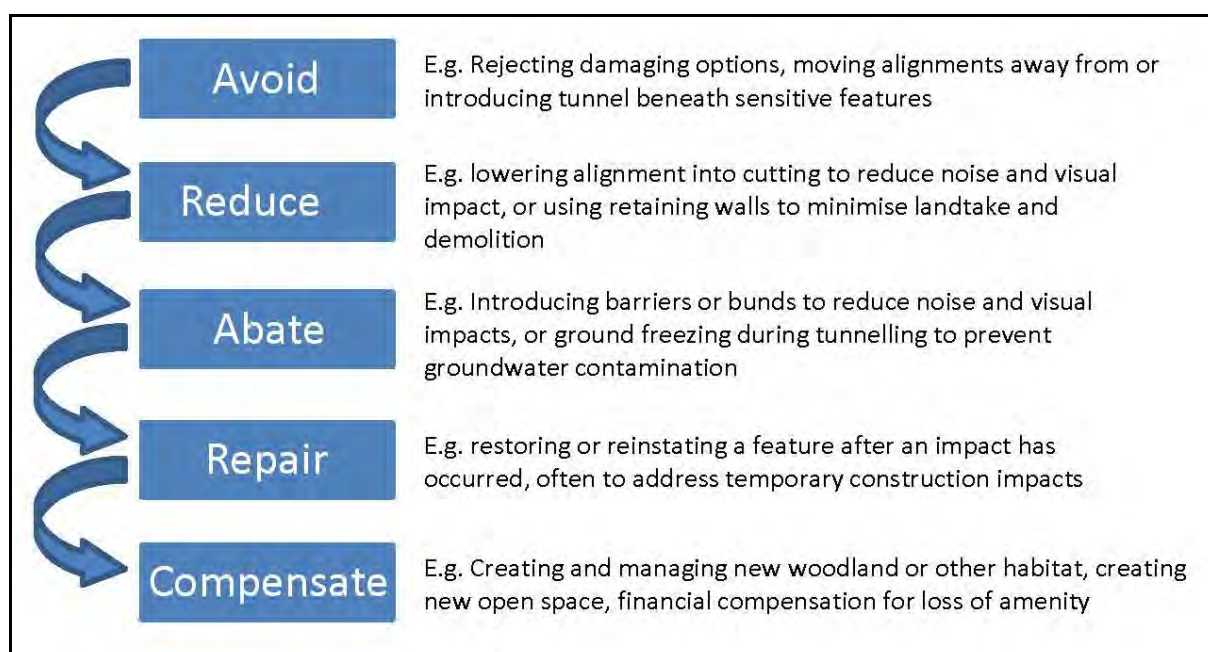 Avoid
E.g. Rejecting damaging options, moving alignments away from or
introducing tunnel beneath sensitive features
Reduce
E.g. lowering alignment into cutting to reduce noise and visual
impact, or using retaining walls to minimise landtake and
demolition
Abate
E.g. Introducing barriers or bunds to reduce noise and visual
impacts, or ground freezing during tunnelling to prevent
groundwater contamination
Repair
E.g. restoring or reinstating a feature after an impact has
occurred, often to address temporary construction impacts
Compensate
E.g. Creating and managing new woodland or other habitat, creating
new open space, financial compensation for loss of amenity